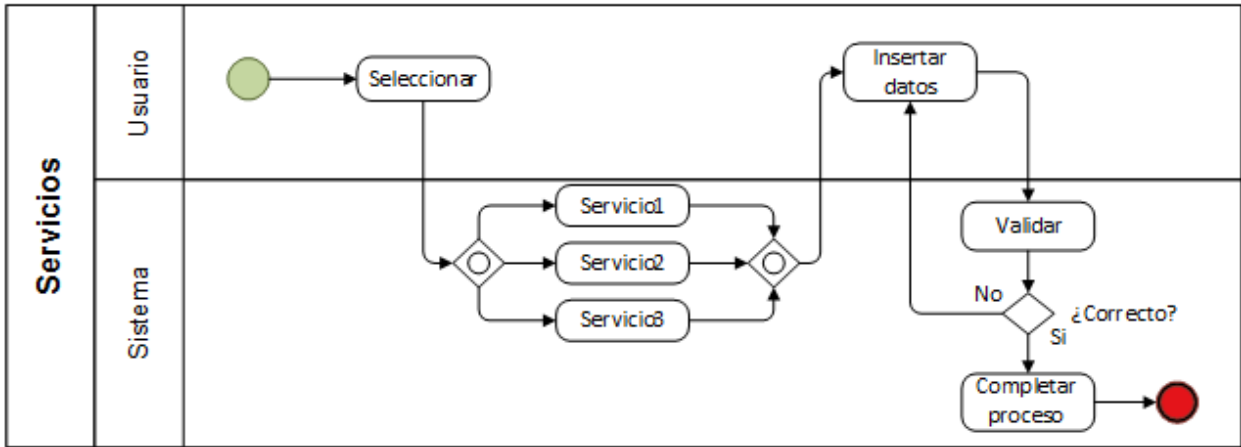 Servicios
Usuario
Sistema
Seleccionar
Insertar
datos
Servicio1
Servicio2
Servicio3
Validar
No
¿Correcto?
Si
Completar
proceso